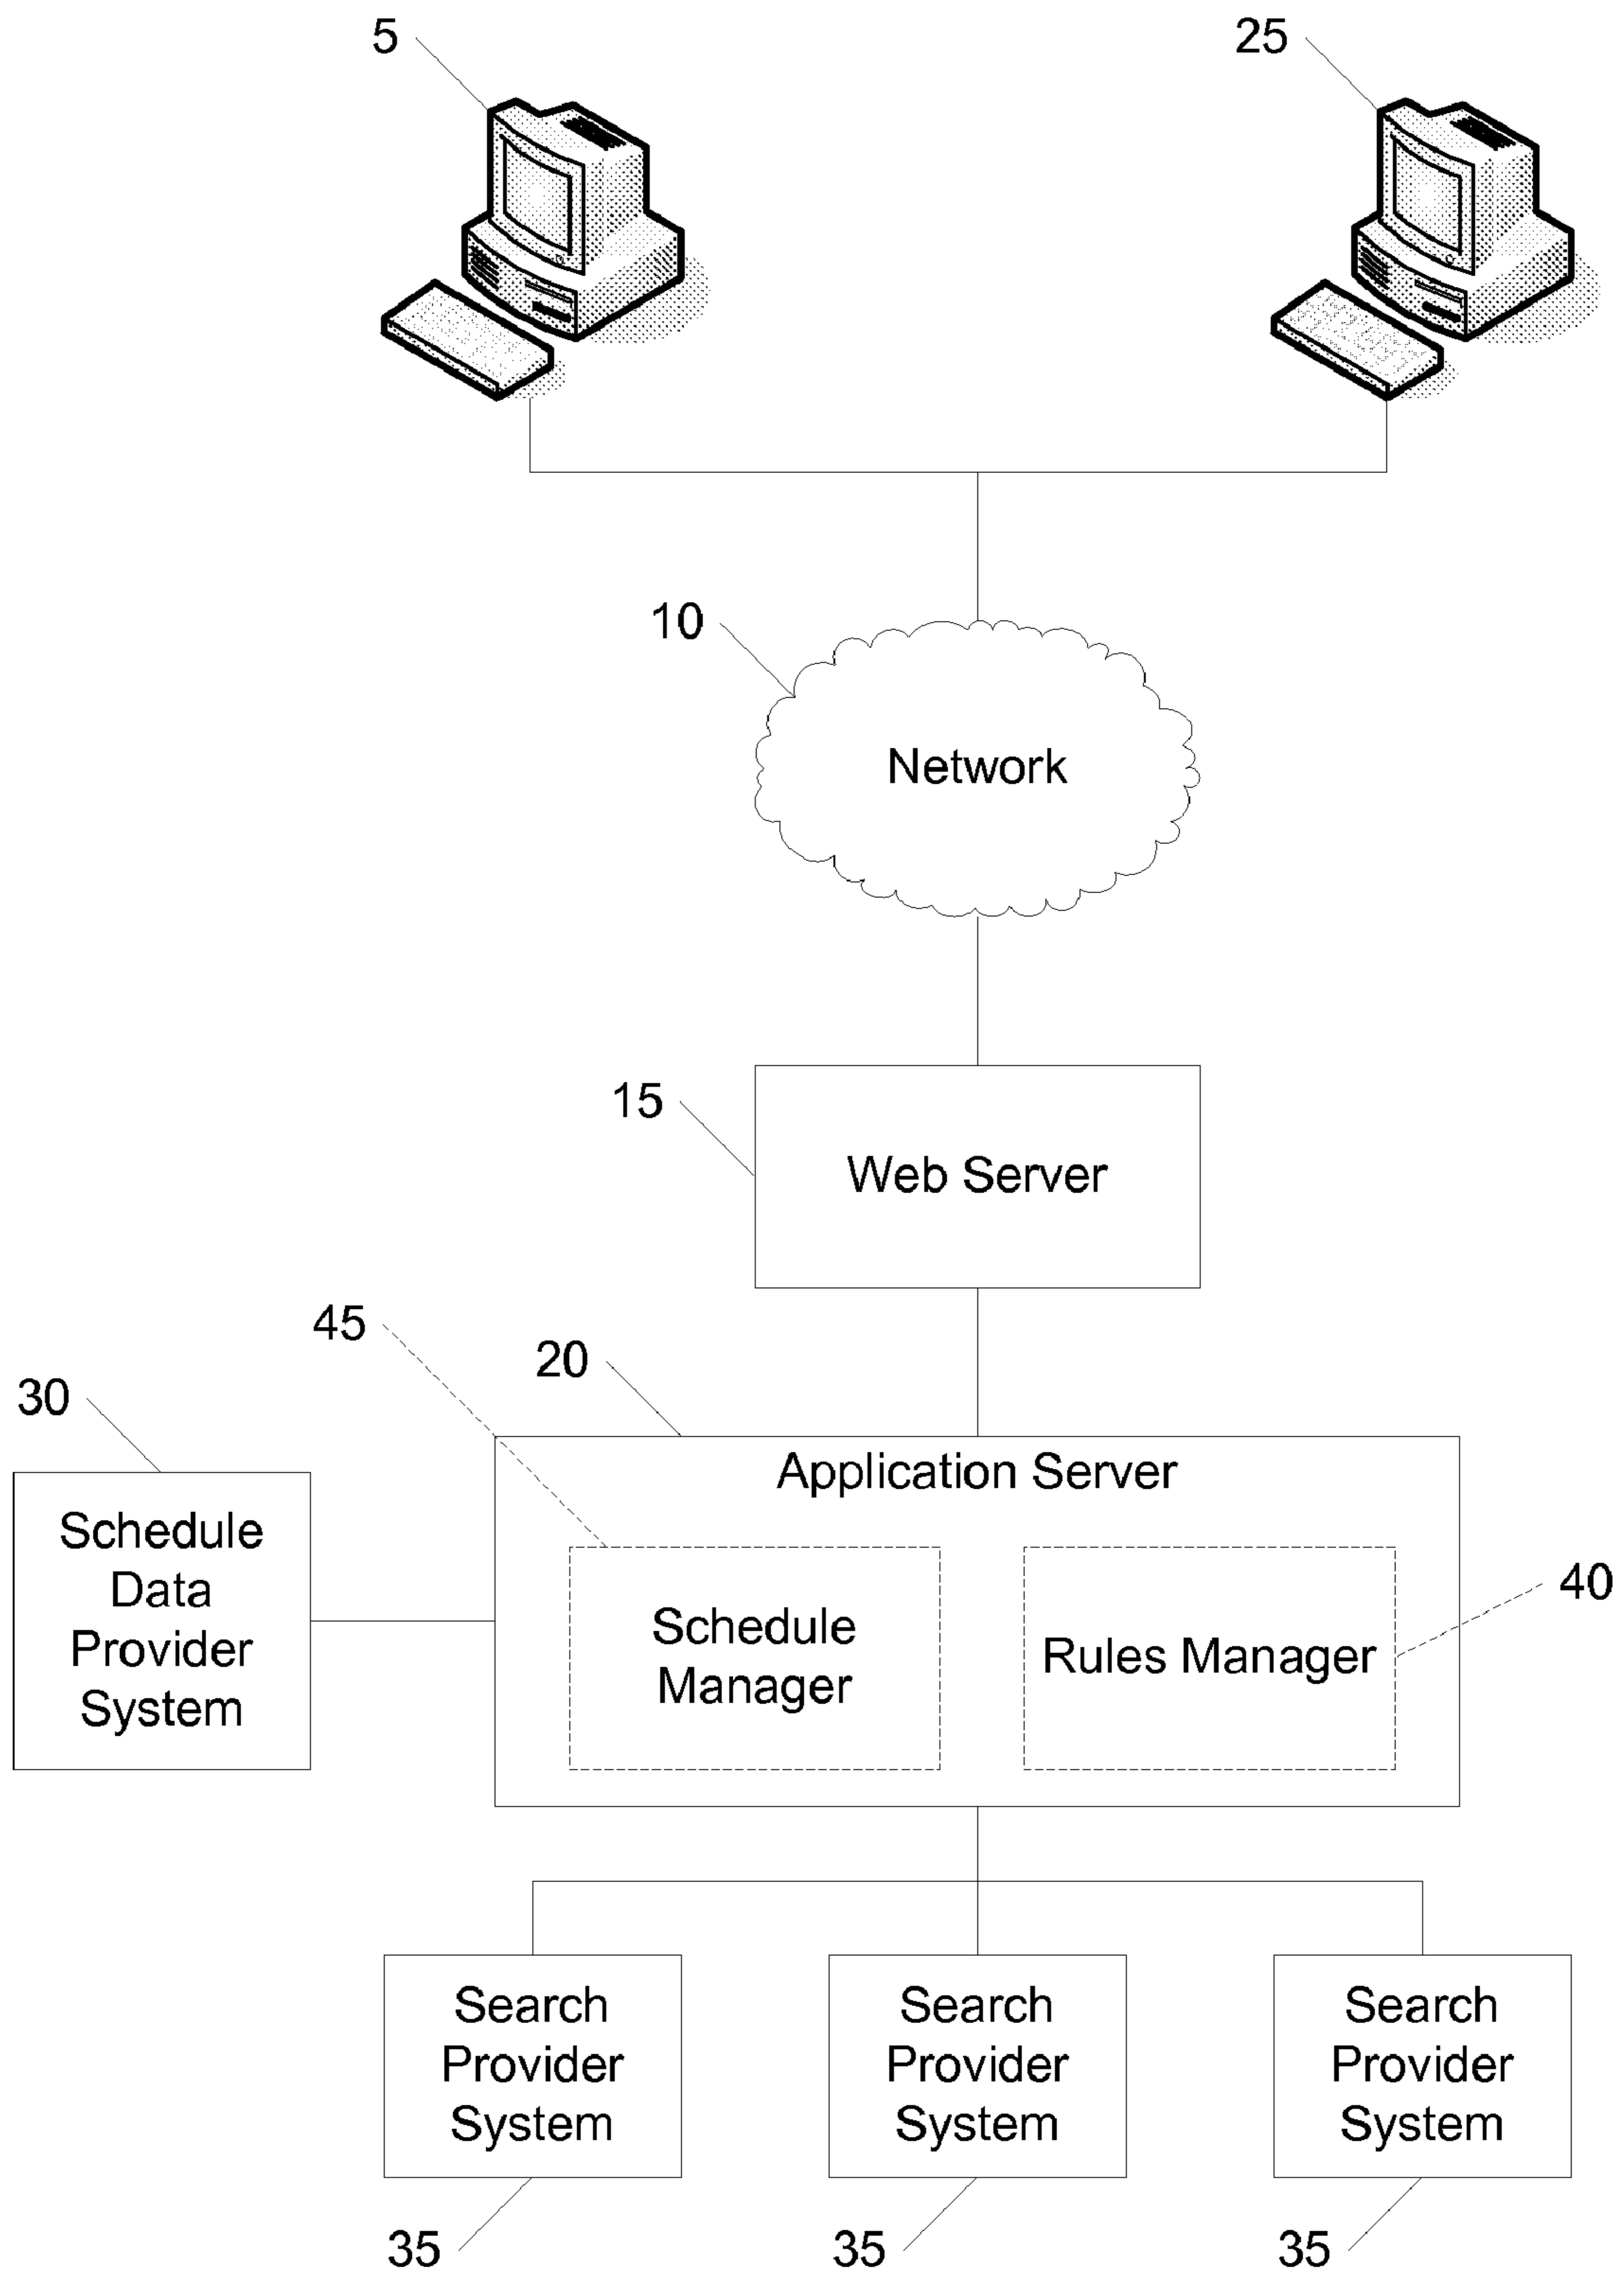 5
25
10
Network
15
Web Server
45
20
30
Application Server
Schedule
Data
Provider
System
Schedule
Manager
Rules Manager
40
Search
Provider
System
Search
Provider
System
Search
Provider
System
35
35
35